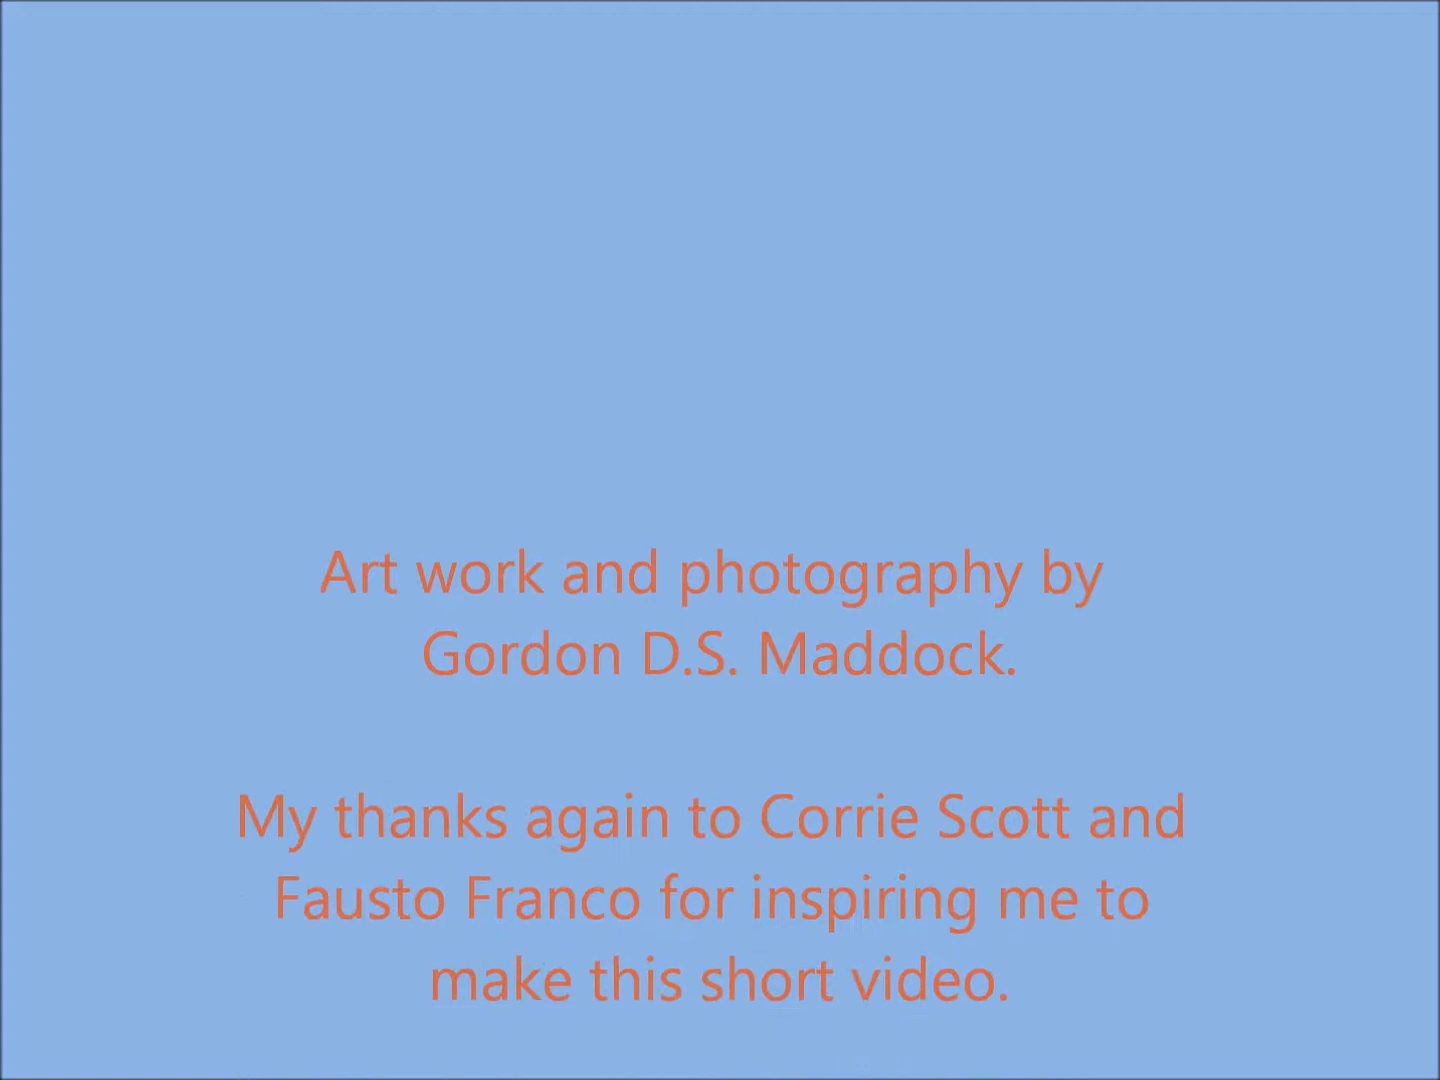 Art work and photography by
Gordon D.S. Maddock.
My thanks again to Corrie Scott and
Fausto Franco for inspiring me to
make this short video.